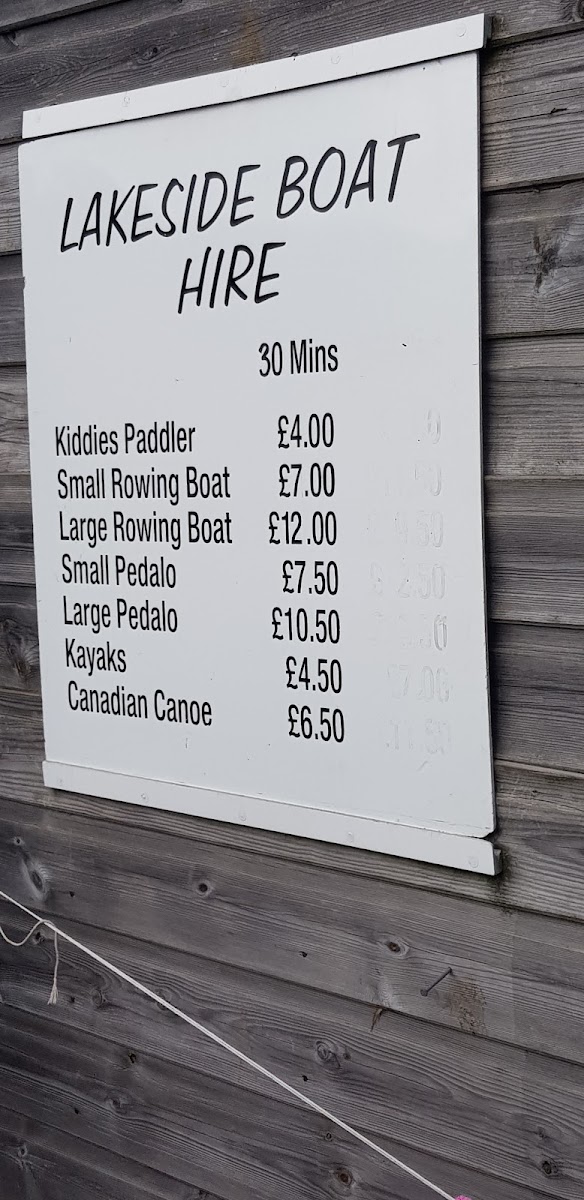 LAKESIDE BOAT
HIRE
30 Mins
Kiddies Paddler £4.00
Small Rowing Boat £7.00
Large Rowing Boat £12.00
Small Pedalo £7.50
Large Pedalo £10.50
Kayaks £4.50
Canadian Canoe £6.50